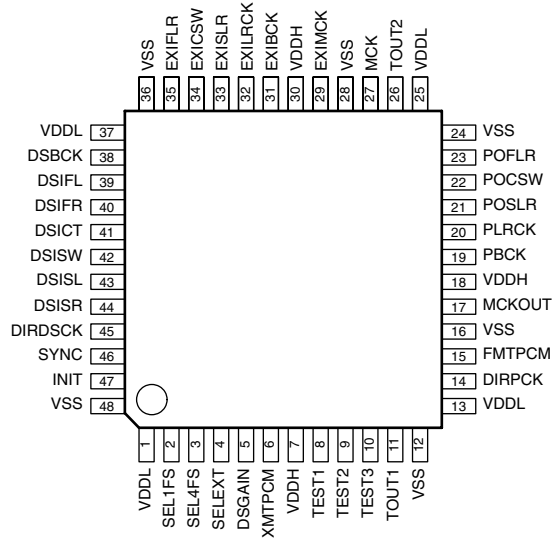 VSS
EXIFLR
EXICSW
EXISLR
EXILRCK
EXIBCK
VDDH
EXIMCK
VSS
MCK
TOUT2
VDDL
36
35
34
33
32
31
30
29
28
27
26
25
VDDL 37
DSBCK 38
DSIFL 39
DSIFR 40
DSICT 41
DSISW 42
DSISL 43
DSISR 44
DIRDSCK 45
SYNC 46
INIT 47
VSS 48
24 VSS
23 POFLR
22 POCSW
21 POSLR
20 PLRCK
19 PBCK
18 VDDH
17 MCKOUT
16 VSS
15 FMTPCM
14 DIRPCK
13 VDDL
1
2
3
4
5
6
7
8
9
10
11
12
VDDL
SEL1FS
SEL4FS
SELEXT
DSGAIN
XMTPCM
VDDH
TEST1
TEST2
TEST3
TOUT1
VSS